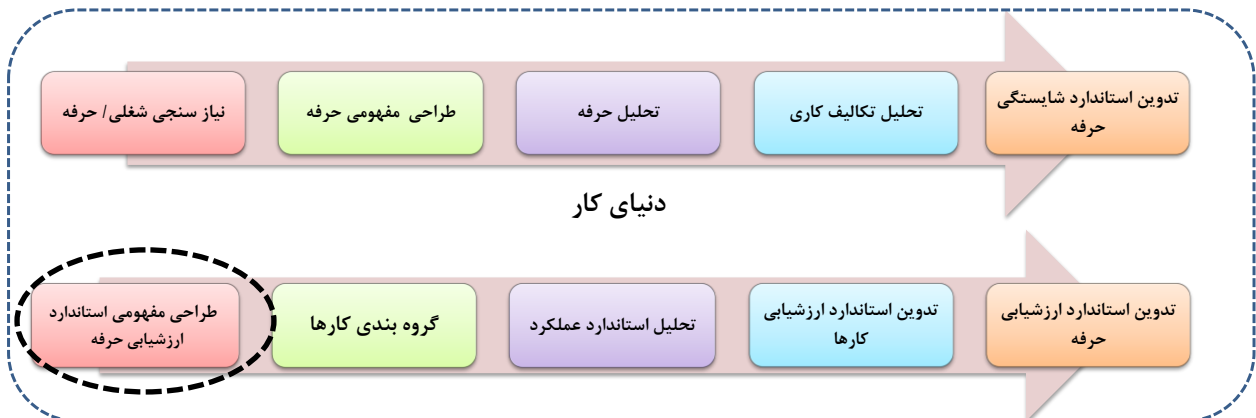 نیاز سنجی شغلی/ حرفه
طراحی مفهومی حرفه
تحلیل حرفه
تحلیل تکالیف کاری
تدوین استاندارد شایستگی
حرفه
دنیای کار
طراحی مفهومی استاندارد
ارزشیابی حرفه
گروه بندی کارها
تحلیل استاندارد عملکرد
تدوین استاندارد ارزشیابی
کارها
تدوین استاندارد ارزشیابی
حرفه